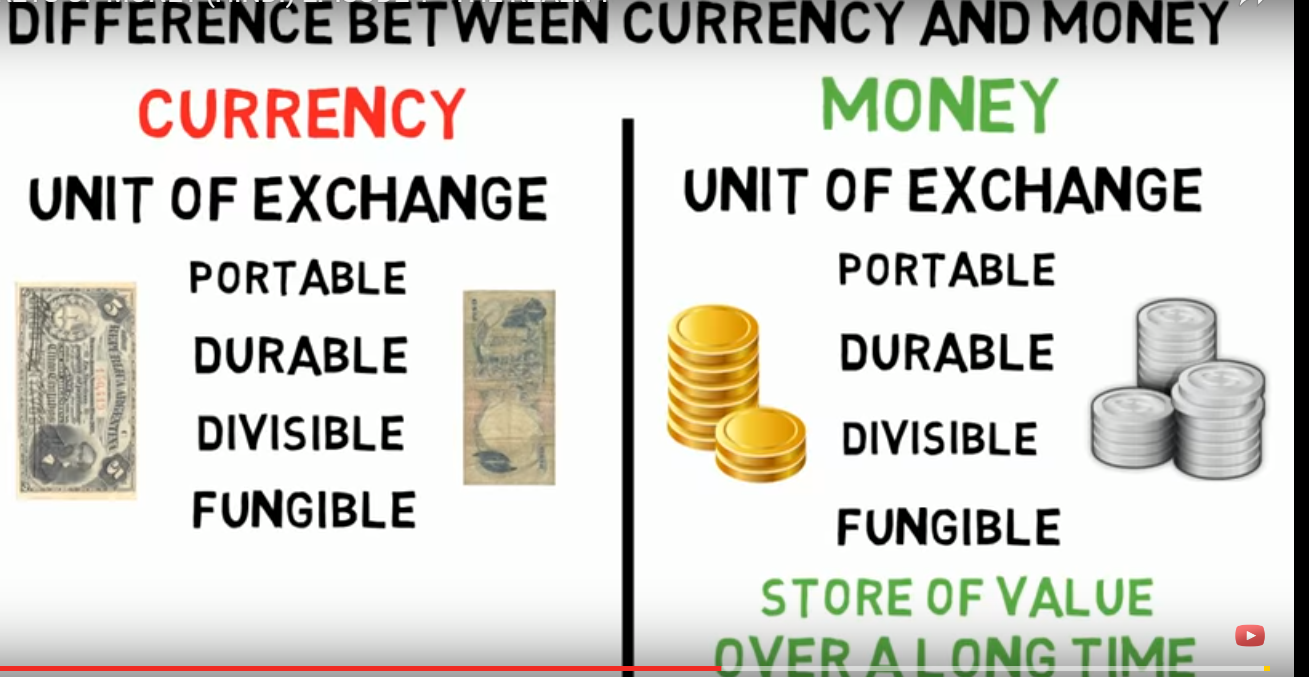 DIFFERENCE BETWEEN CURRENCY AND MONEY
CURRENCY
UNIT OF EXCHANGE
PORTABLE
DURABLE
DIVISIBLE
FUNGIBLE
MONEY
UNIT OF EXCHANGE
PORTABLE
DURABLE
DIVISIBLE
FUNGIBLE
STORE OF VALUE
OVER A LONG TIME